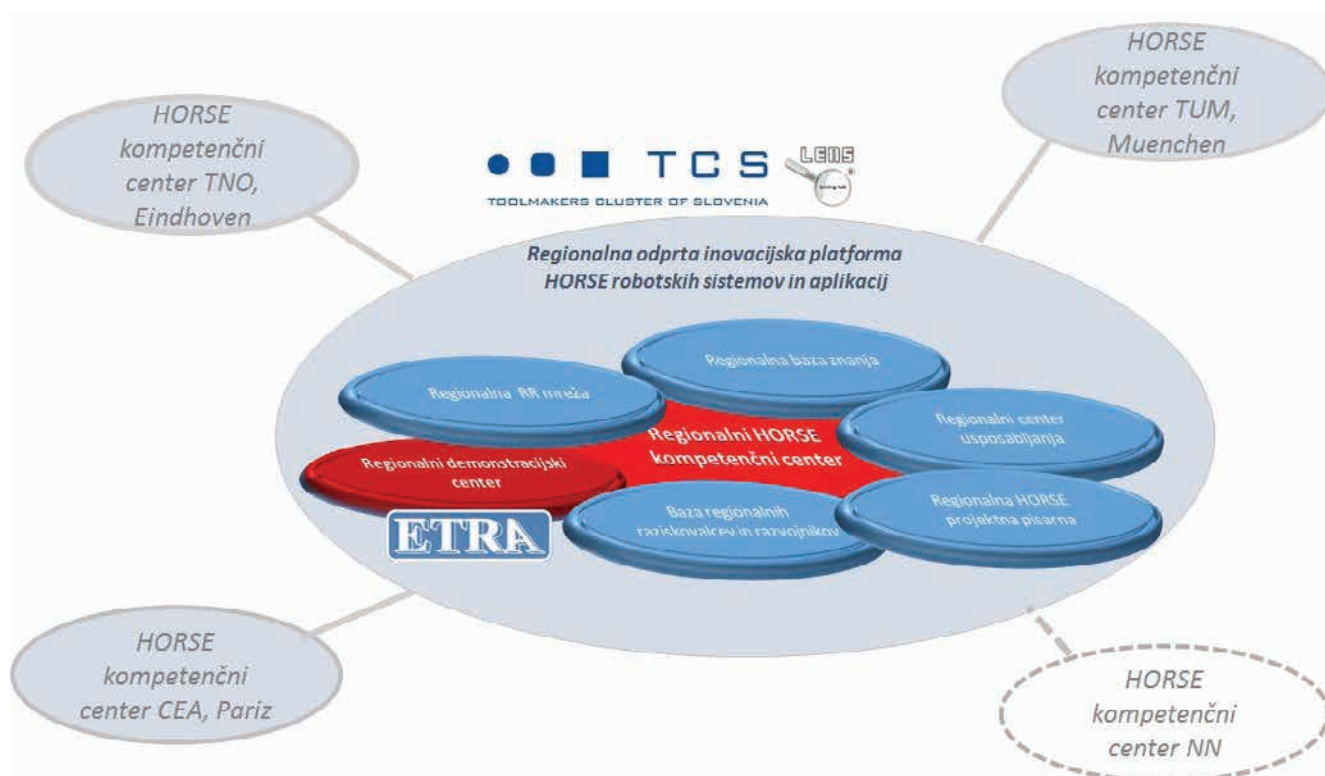 HORSE
kompetenčni
center TNO,
Eindhoven
HORSE
kompetenčni
center TUM,
Muenchen
TCS
LENS
living lab
TOOLMAKERS CLUSTER OF SLOVENIA
Regionalna odprta inovacijska platforma
HORSE robotskih sistemov in aplikacij
Regionalna baza znanja
Regionalna RR mreža
Regionalni center
usposabljanja
Regionalni HORSE
kompetenčni center
Regionalni demonstracijski
center
Baza regionalnih
raziskovalcev in razvojnikov
Regionalna HORSE
projektna pisarna
ETRA
HORSE
kompetenčni
center CEA, Pariz
HORSE
kompetenčni
center NN